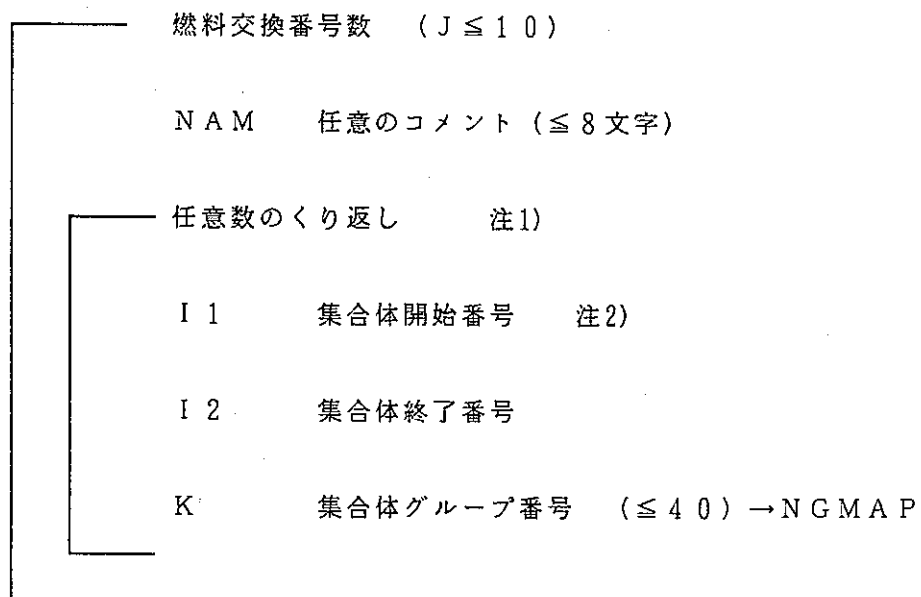 燃料交換番号数 (J≦10)
NAM 任意のコメント (≦8文字)
任意数のくり返し 注1)
I1 集合体開始番号 注2)
I2 集合体終了番号
K 集合体グループ番号 (≦40)→NGMAP